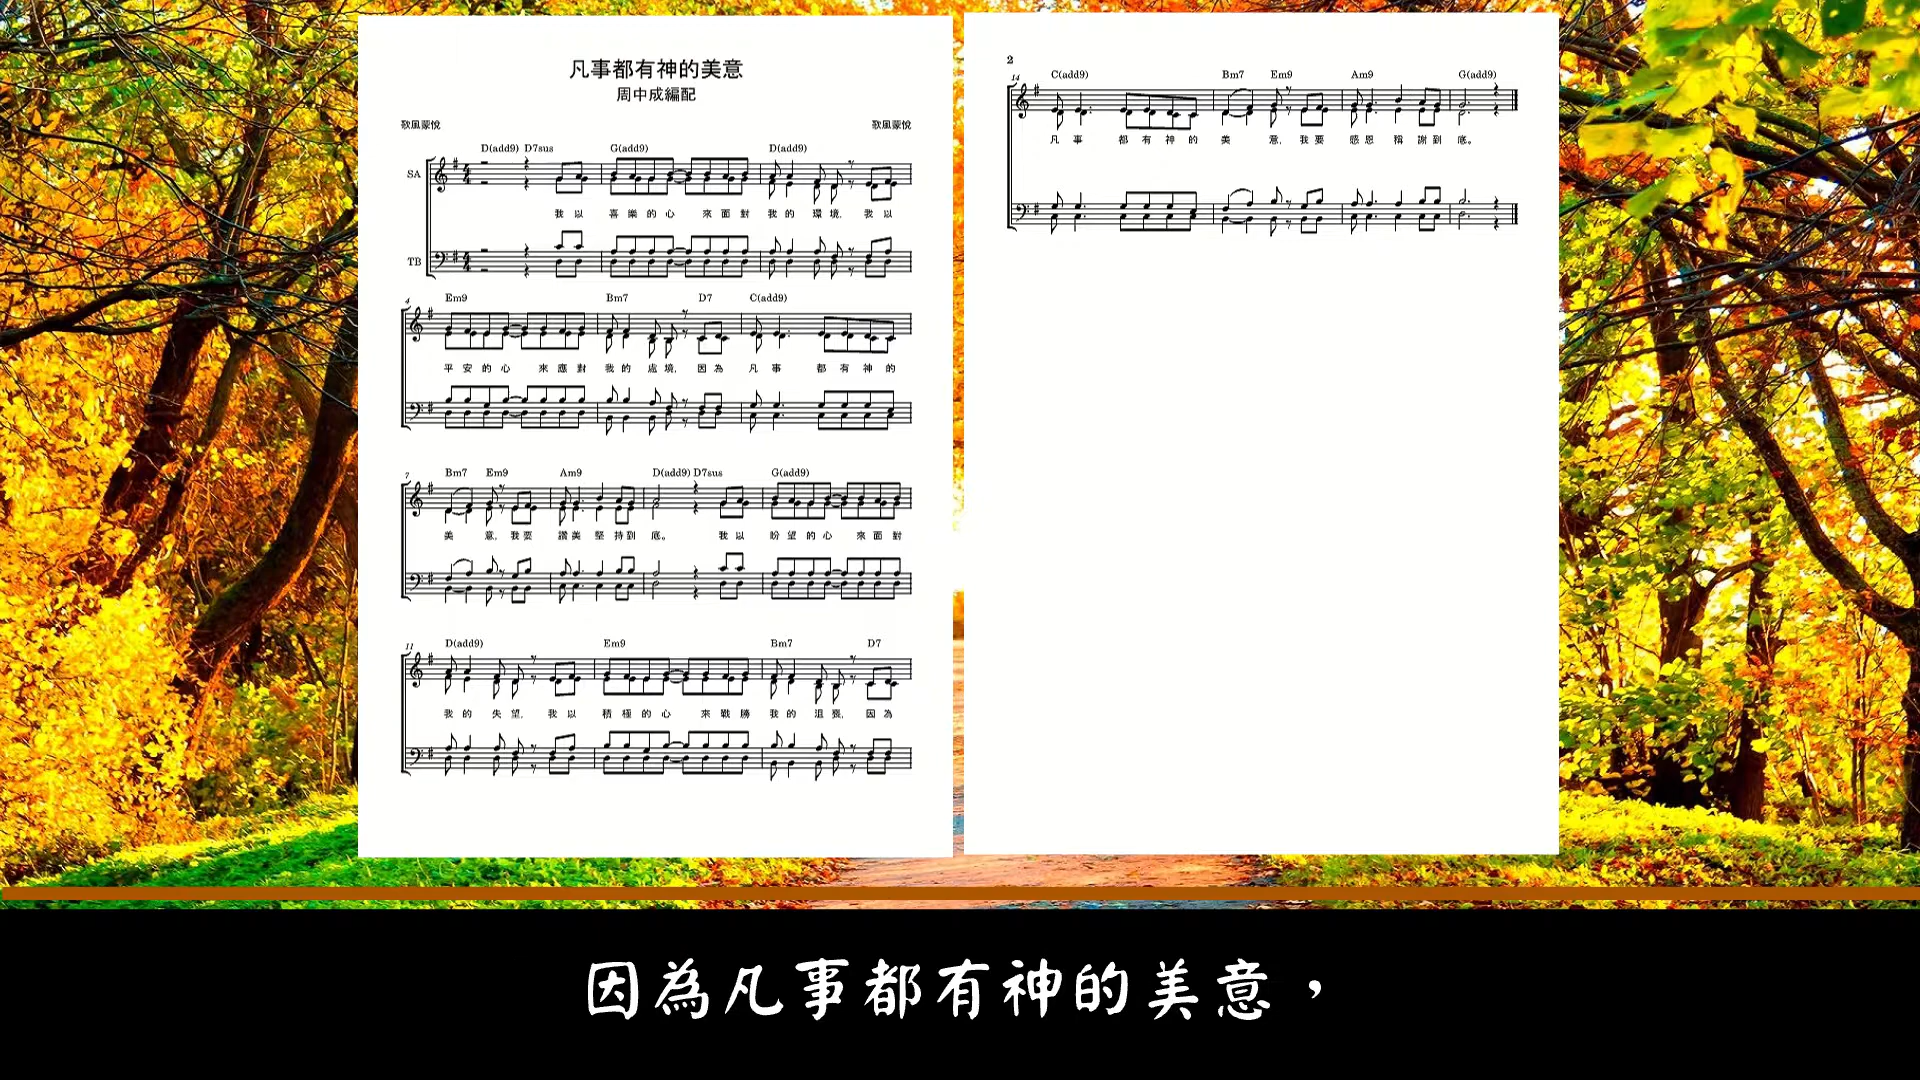 凡事都有神的美意
周中成編配
歌風蒙悅 歌風蒙悅
D(add9) D7sus G(add9) D(add9)
SA
我以 喜樂的心 來面對 我的 環境, 我以
TB
4
Em9 Bm7 D7 C(add9)
平安的心 來應對 我的 處境, 因為 凡事 都有神的
7
Bm7 Em9 Am9 D(add9) D7sus G(add9)
美 意, 我要 讚美 堅持到 底。 我以 盼望的心 來面對
11
D(add9) Em9 Bm7 D7
我的 失望, 我以 積極的心 來戰勝 我的 沮喪, 因為
2
14
C(add9) Bm7 Em9 Am9 G(add9)
凡事 都有神的 美 意, 我要 感恩 稱謝到 底。
因為凡事都有神的美意，